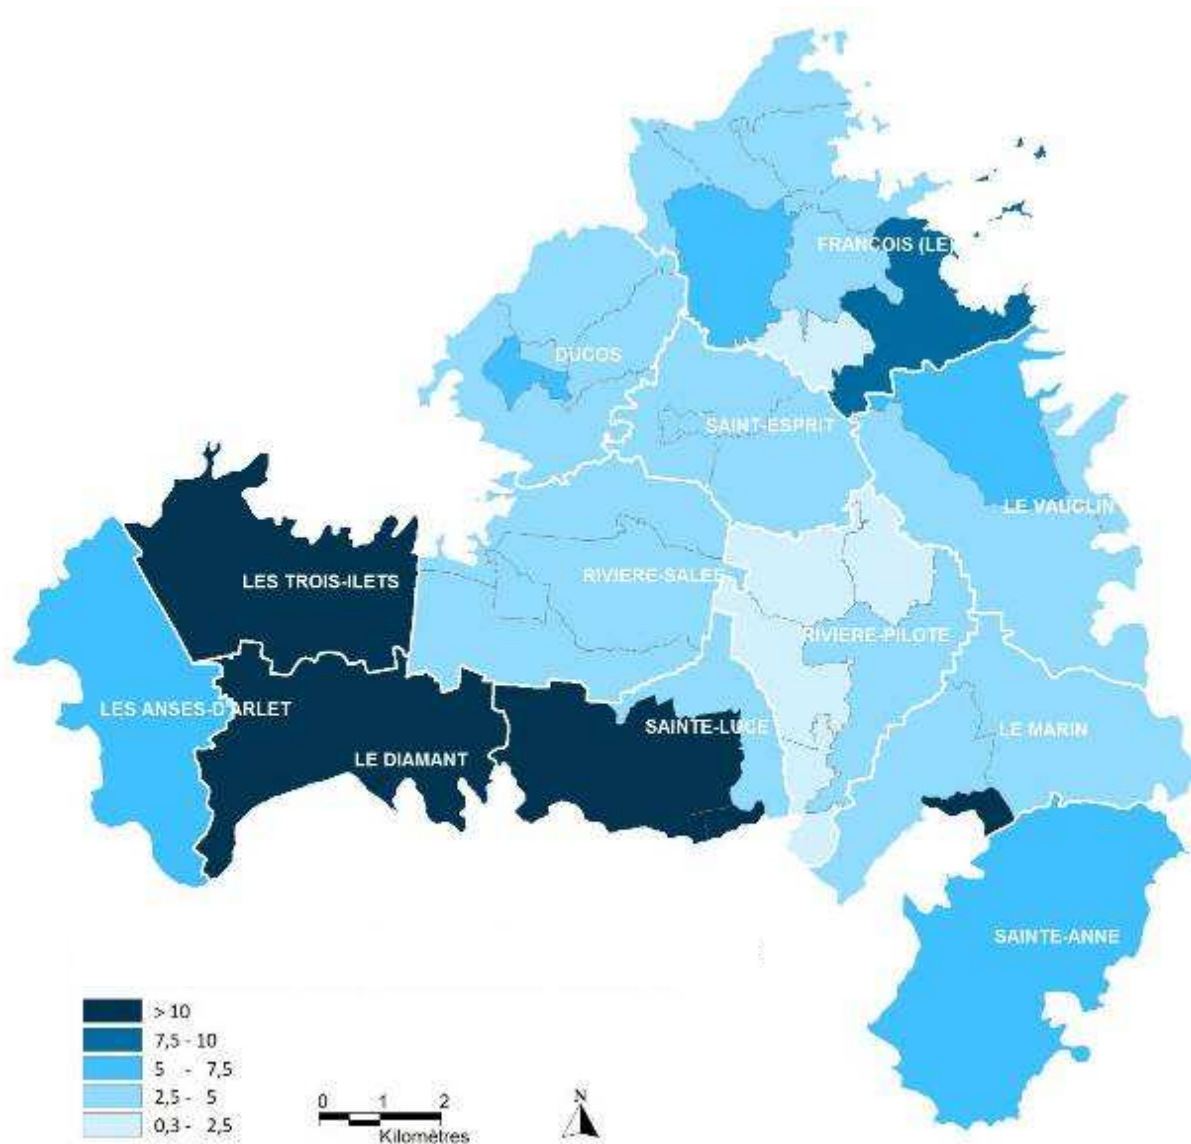 FRANCOIS (LE)
DUCOS
SAINT-ESPRIT
LE VAUCLIN
LES TROIS-ILETS
RIVIERE-SALEE
RIVIERE-PILOTE
LES ANSES-D'ARLET
SAINTE-LUCE
LE MARIN
LE DIAMANT
SAINTE-ANNE
> 10
7,5 - 10
5 - 7,5
2,5 - 5
0,3 - 2,5
0 1 2
Kilomètres
N